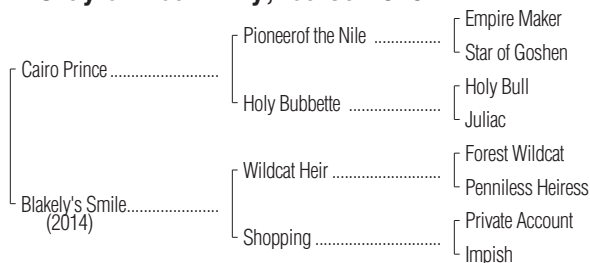 Pioneerof the Nile
Empire Maker
Star of Goshen
Cairo Prince
Holy Bubbette
Holy Bull
Juliac
Wildcat Heir
Forest Wildcat
Penniless Heiress
Blakely's Smile
(2014)
Shopping
Private Account
Impish